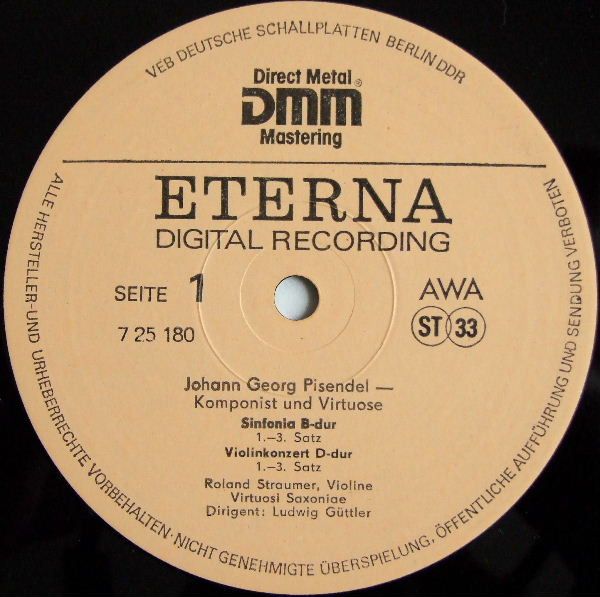 VEB DEUTSCHE SCHALLPLATTEN BERLIN DDR
Direct Metal ®
DMM
Mastering
ETERNA
DIGITAL RECORDING
SEITE 1
AWA
7 25 180
ST 33
Johann Georg Pisendel —
Komponist und Virtuose
Sinfonia B-dur
1.–3. Satz
Violinkonzert D-dur
1.–3. Satz
Roland Straumer, Violine
Virtuosi Saxoniae
Dirigent: Ludwig Güttler
ALLE HERSTELLER-UND URHEBERRECHTE VORBEHALTEN·NICHT GENEHMIGTE ÜBERSPIELUNG, ÖFFENTLICHE AUFFÜHRUNG UND SENDUNG VERBOTEN